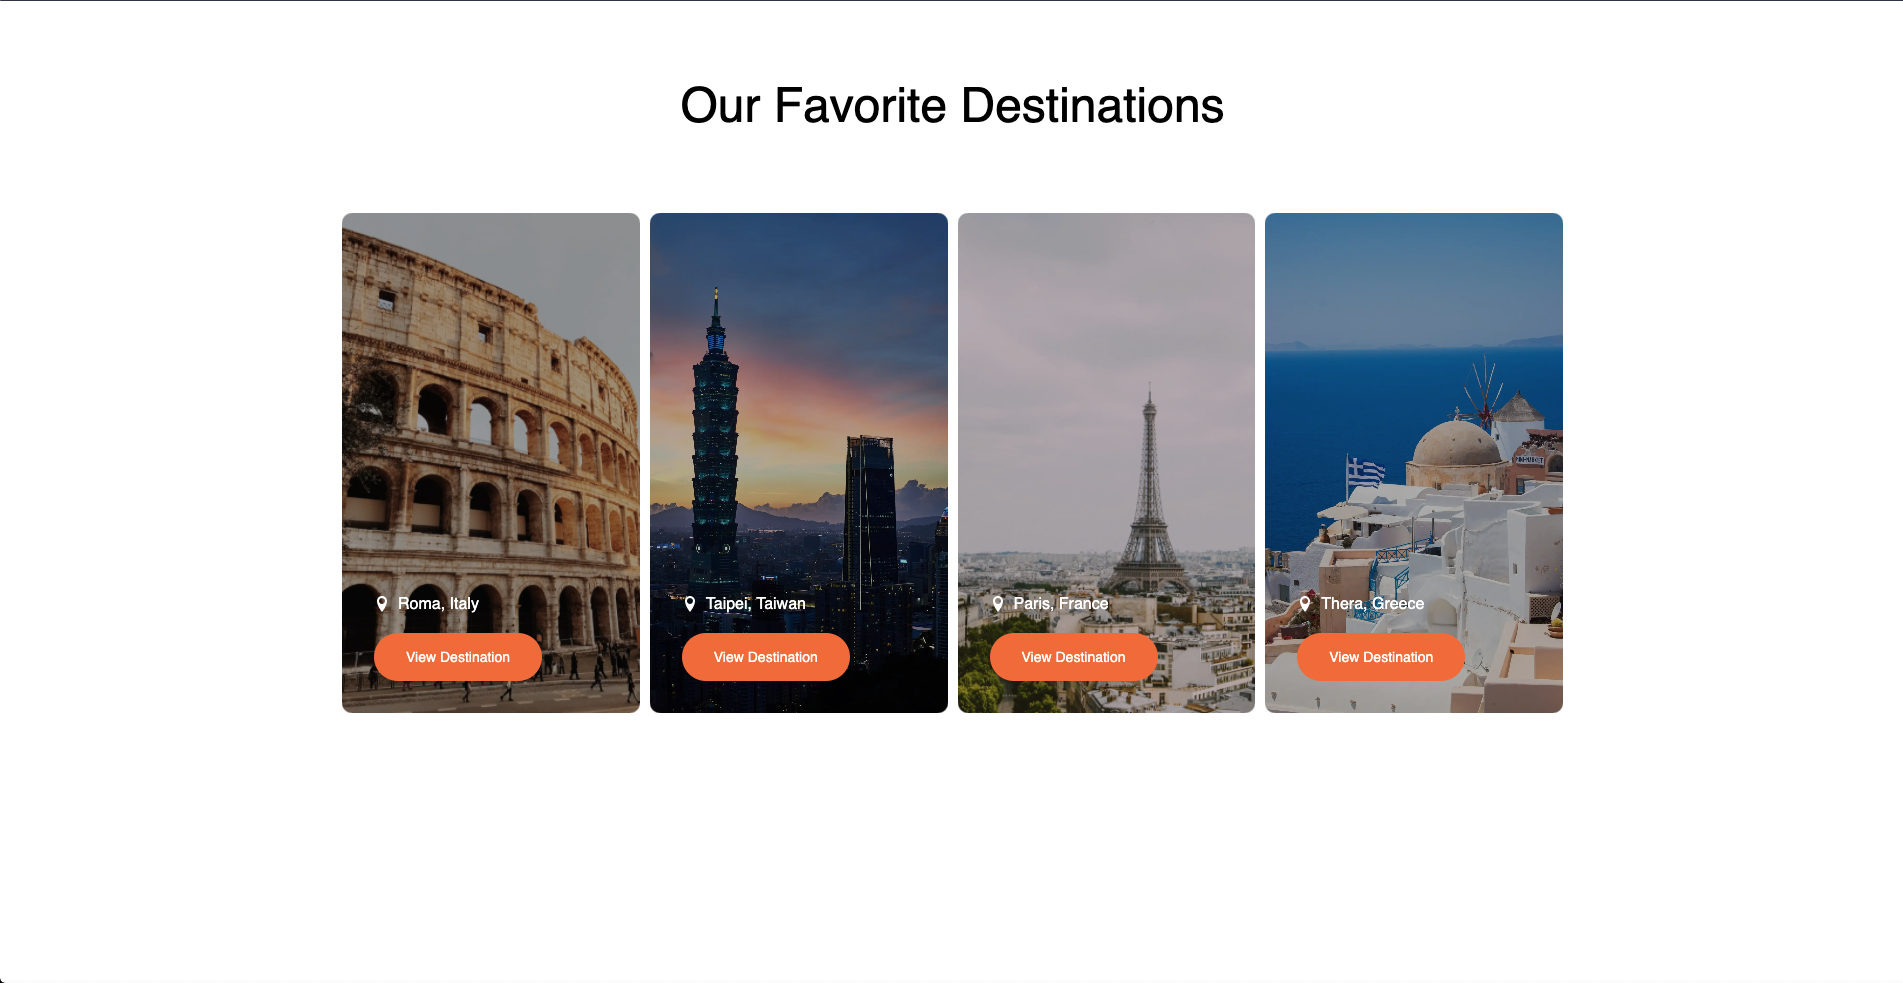 Our Favorite Destinations
Roma, Italy
View Destination
Taipei, Taiwan
View Destination
Paris, France
View Destination
Thera, Greece
View Destination